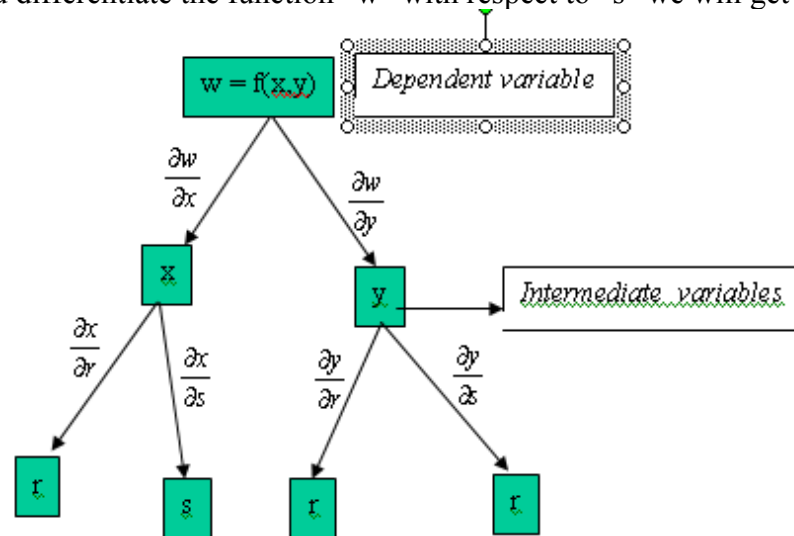 differentiate the function "w" with respect to "s" we will get
w = f(x,y)
Dependent variable
∂w/∂x
∂w/∂y
x
y
Intermediate variables
∂x/∂r
∂x/∂s
∂y/∂r
∂y/∂s
r
s
r
r